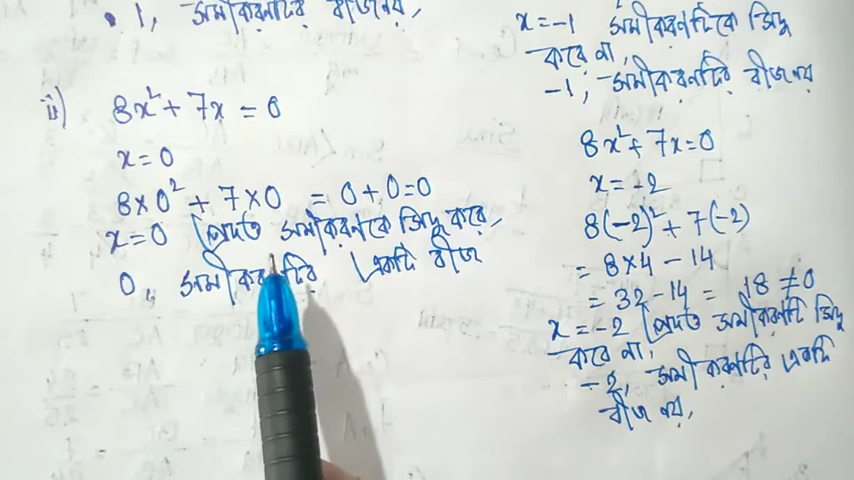 1, সমীকরণটির বীজ নয়,
ii) 8x² + 7x = 0
x = 0
8×0² + 7×0 = 0 + 0 = 0
x = 0 প্রদত্ত সমীকরণকে সিদ্ধ করে,
0, সমীকরণটির একটি বীজ
x = -1 সমীকরণটিকে সিদ্ধ
করে না,
-1, সমীকরণটির বীজ নয়
8x² + 7x = 0
x = -2
8(-2)² + 7(-2)
= 8×4 - 14
= 32 - 14 = 18 ≠ 0
x = -2 প্রদত্ত সমীকরণটি সিদ্ধ
করে না,
-2, সমীকরণটির একটি
বীজ নয়,